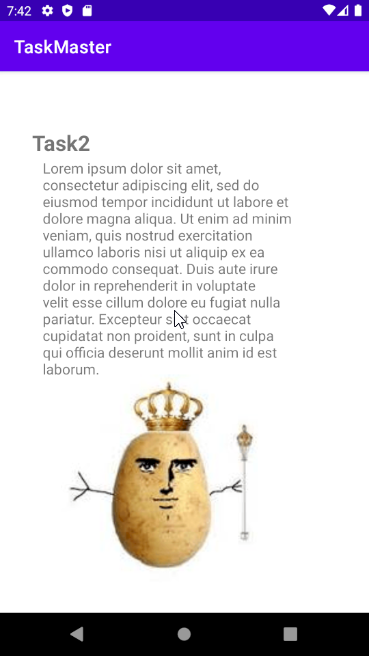 7:42
TaskMaster
Task2
Lorem ipsum dolor sit amet,
consectetur adipiscing elit, sed do
eiusmod tempor incididunt ut labore et
dolore magna aliqua. Ut enim ad minim
veniam, quis nostrud exercitation
ullamco laboris nisi ut aliquip ex ea
commodo consequat. Duis aute irure
dolor in reprehenderit in voluptate
velit esse cillum dolore eu fugiat nulla
pariatur. Excepteur sint occaecat
cupidatat non proident, sunt in culpa
qui officia deserunt mollit anim id est
laborum.